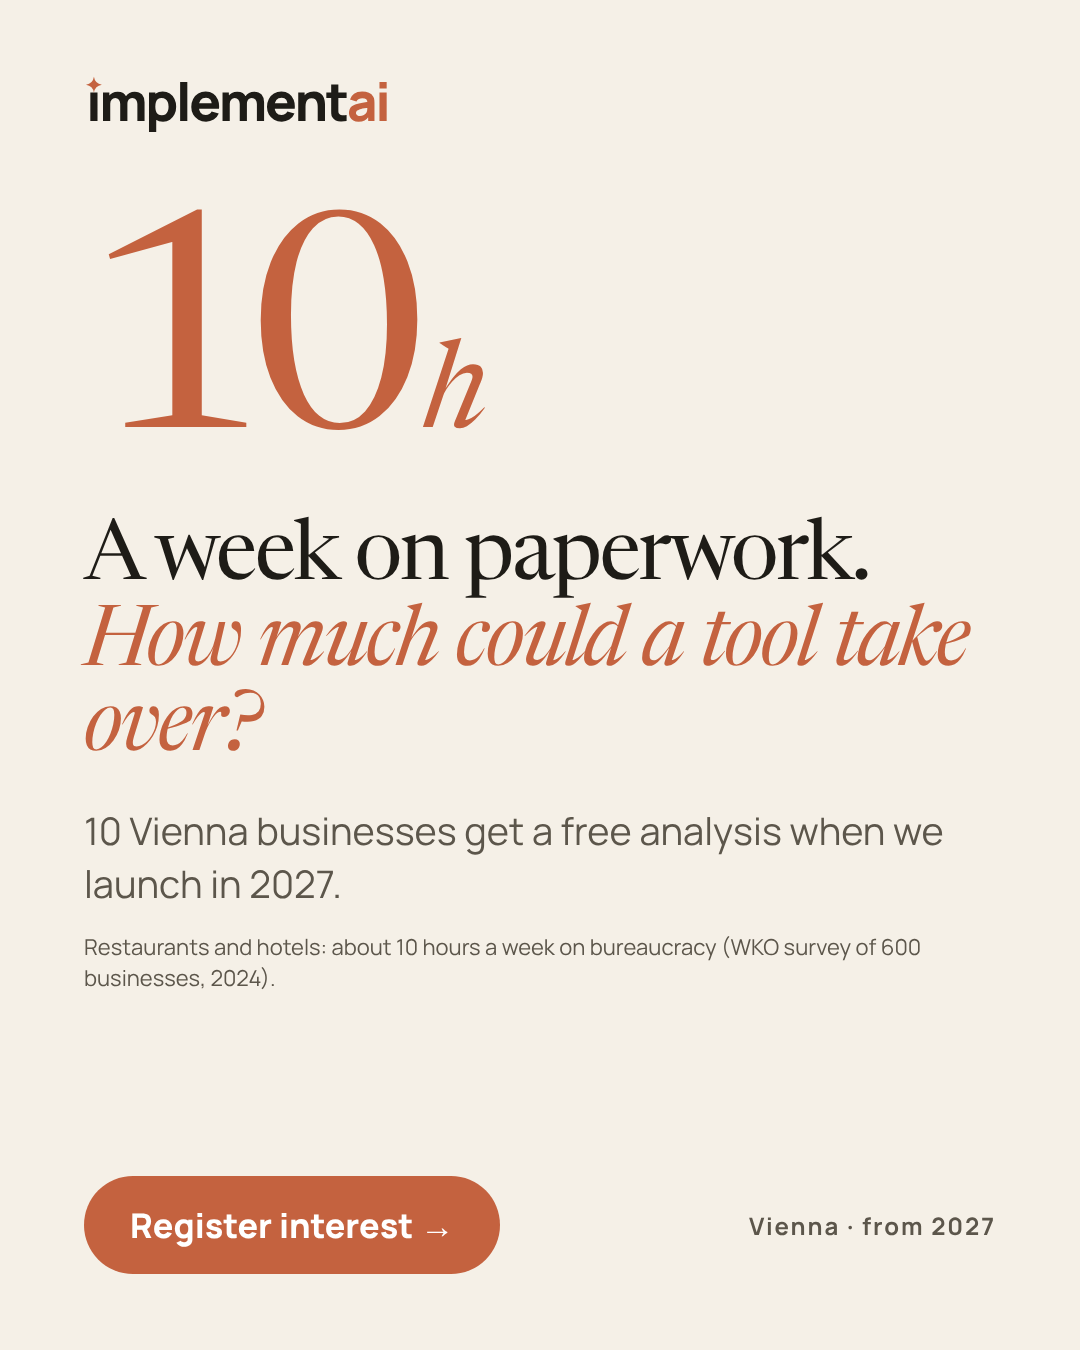 implementai
10h
A week on paperwork.
How much could a tool take
over?
10 Vienna businesses get a free analysis when we
launch in 2027.
Restaurants and hotels: about 10 hours a week on bureaucracy (WKO survey of 600
businesses, 2024).
Register interest →
Vienna · from 2027